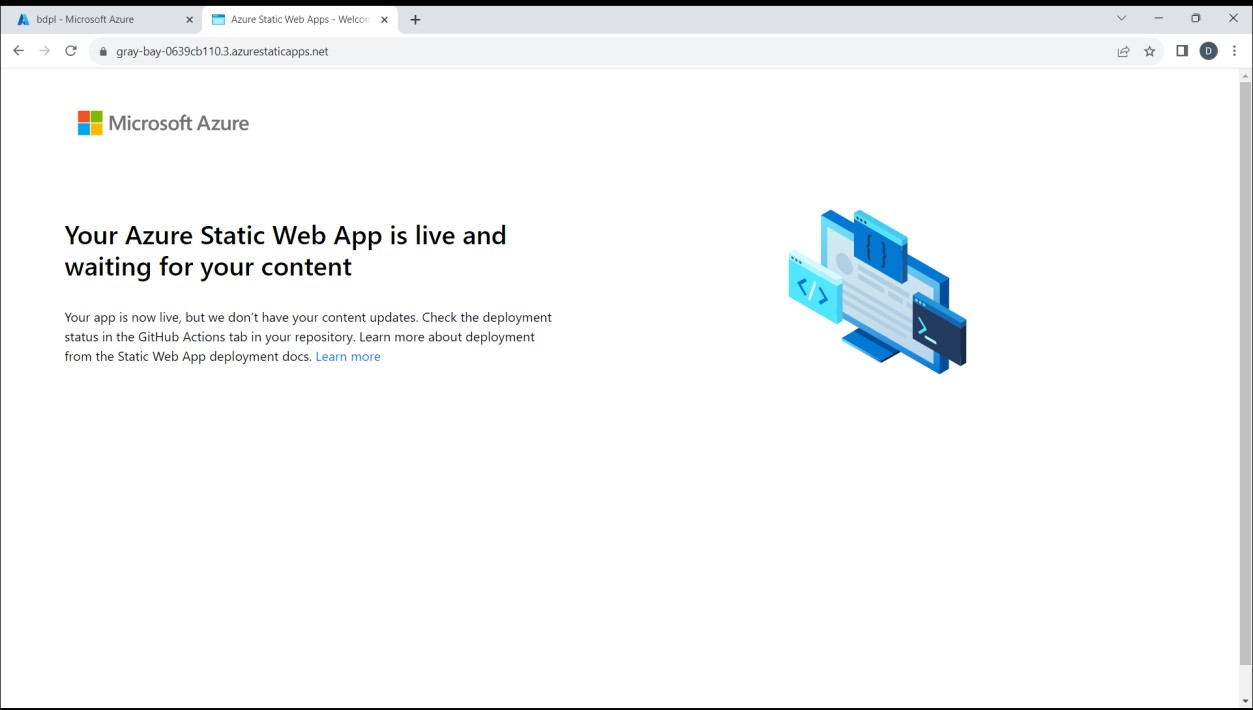 bdpl - Microsoft Azure
Azure Static Web Apps - Welcon
gray-bay-0639cb110.3.azurestaticapps.net
D
Microsoft Azure
Your Azure Static Web App is live and
waiting for your content
Your app is now live, but we don't have your content updates. Check the deployment
status in the GitHub Actions tab in your repository. Learn more about deployment
from the Static Web App deployment docs. Learn more